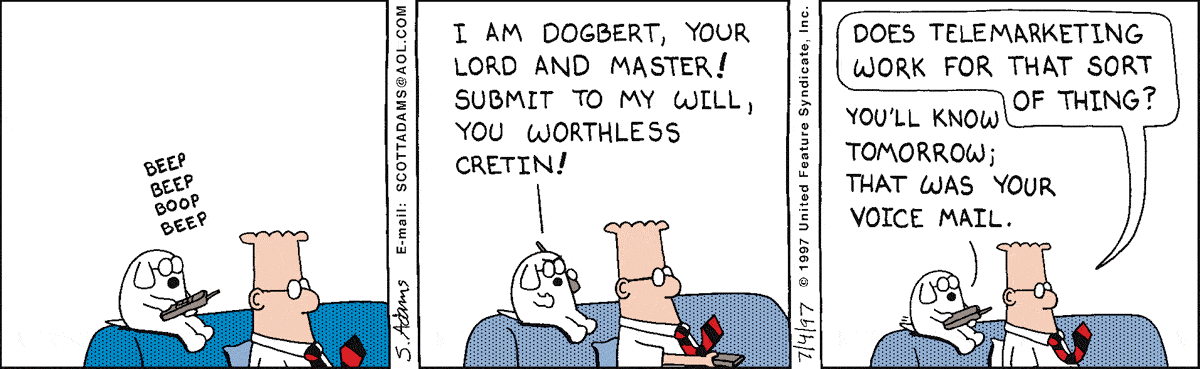 BEEP
BEEP
BOOP
BEEP
S. Adams
E-mail: SCOTTADAMS@AOL.COM
I AM DOGBERT, YOUR
LORD AND MASTER!
SUBMIT TO MY WILL,
YOU WORTHLESS
CRETIN!
7/4/97
© 1997 United Feature Syndicate, Inc.
DOES TELEMARKETING
WORK FOR THAT SORT
OF THING?
YOU'LL KNOW
TOMORROW;
THAT WAS YOUR
VOICE MAIL.